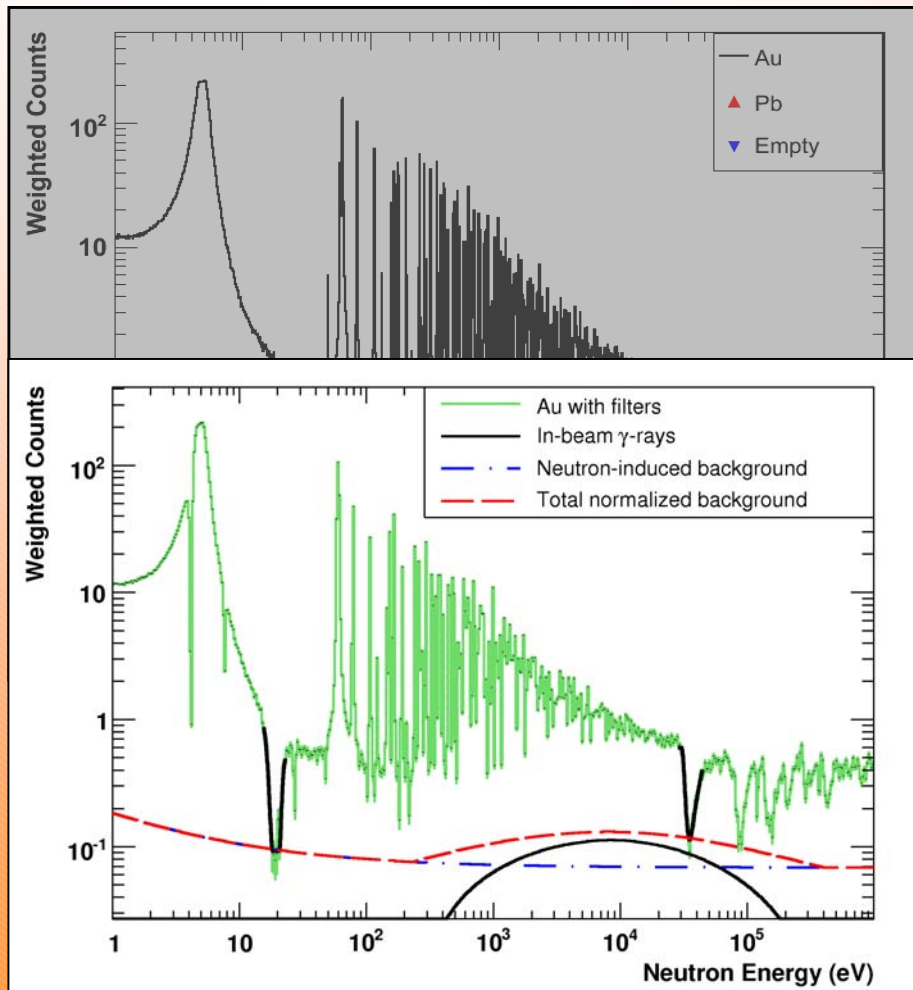 Weighted Counts
10²
10
Au
Pb
Empty
Weighted Counts
10²
10
1
10⁻¹
Au with filters
In-beam γ-rays
Neutron-induced background
Total normalized background
1 10 10² 10³ 10⁴ 10⁵
Neutron Energy (eV)